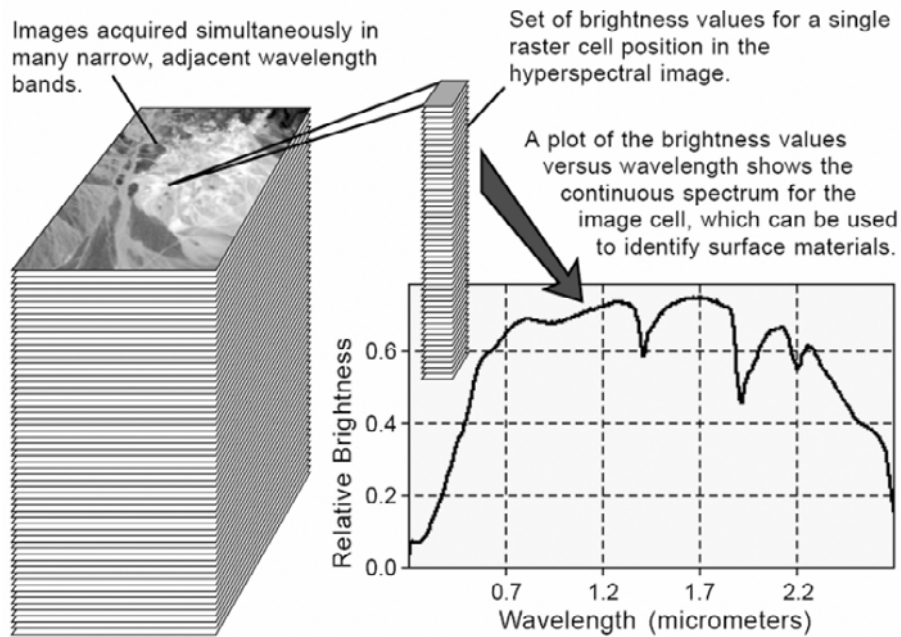 Images acquired simultaneously in
many narrow, adjacent wavelength
bands.
Set of brightness values for a single
raster cell position in the
hyperspectral image.
A plot of the brightness values
versus wavelength shows the
continuous spectrum for the
image cell, which can be used
to identify surface materials.
Relative Brightness
0.6
0.4
0.2
0.0
0.7 1.2 1.7 2.2
Wavelength (micrometers)